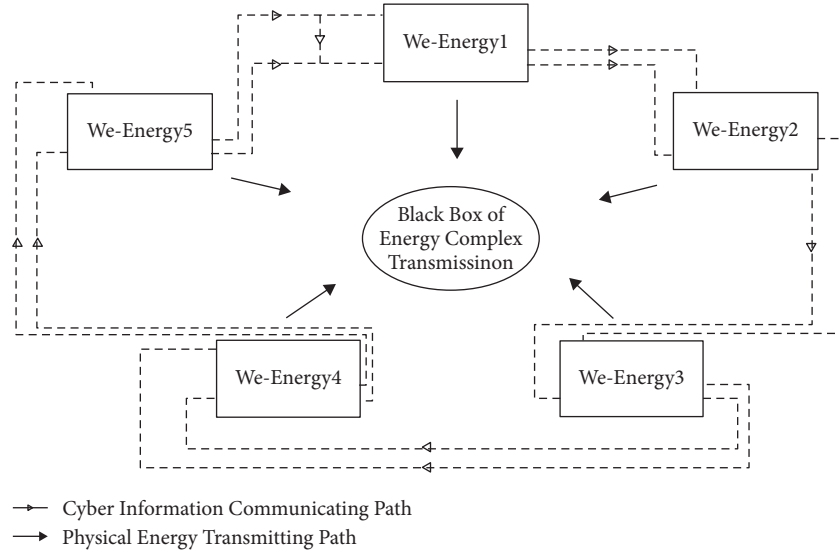 We-Energy1
We-Energy5
We-Energy2
Black Box of
Energy Complex
Transmissinon
We-Energy4
We-Energy3
Cyber Information Communicating Path
Physical Energy Transmitting Path